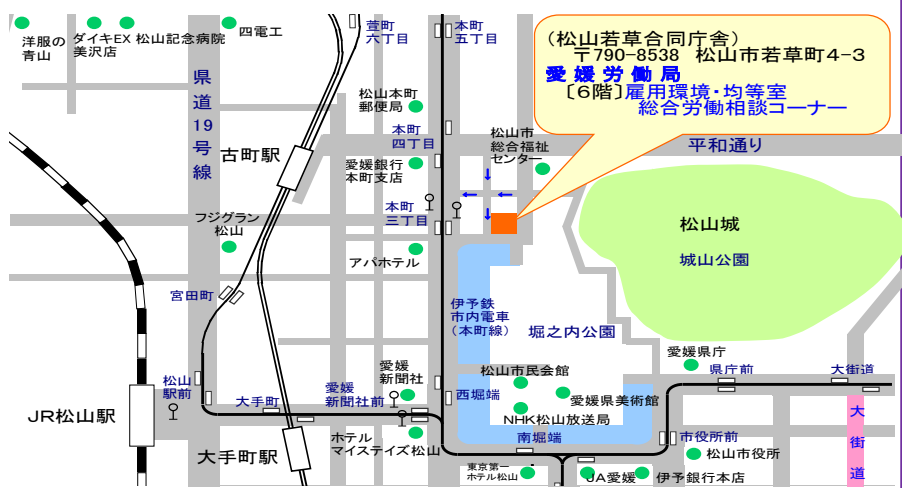 洋服の
青山
ダイキEX
美沢店
松山記念病院
四電工
萱町
六丁目
本町
五丁目
(松山若草合同庁舎)
〒790-8538 松山市若草町4-3
愛媛労働局
〔6階〕雇用環境・均等室
総合労働相談コーナー
県道19号線
松山本町
郵便局
本町
四丁目
松山市
総合福祉
センター
平和通り
古町駅
愛媛銀行
本町支店
本町
三丁目
フジグラン
松山
アパホテル
松山城
城山公園
宮田町
伊予鉄
市内電車
(本町線)
堀之内公園
愛媛県庁
県庁前
大街道
松山
駅前
愛媛
新聞社
松山市民会館
大手町
愛媛
新聞社前
西堀端
愛媛県美術館
NHK松山放送局
JR松山駅
大手町駅
ホテル
マイステイズ松山
南堀端
市役所前
松山市役所
大街道
東京第一
ホテル松山
JA愛媛
伊予銀行本店